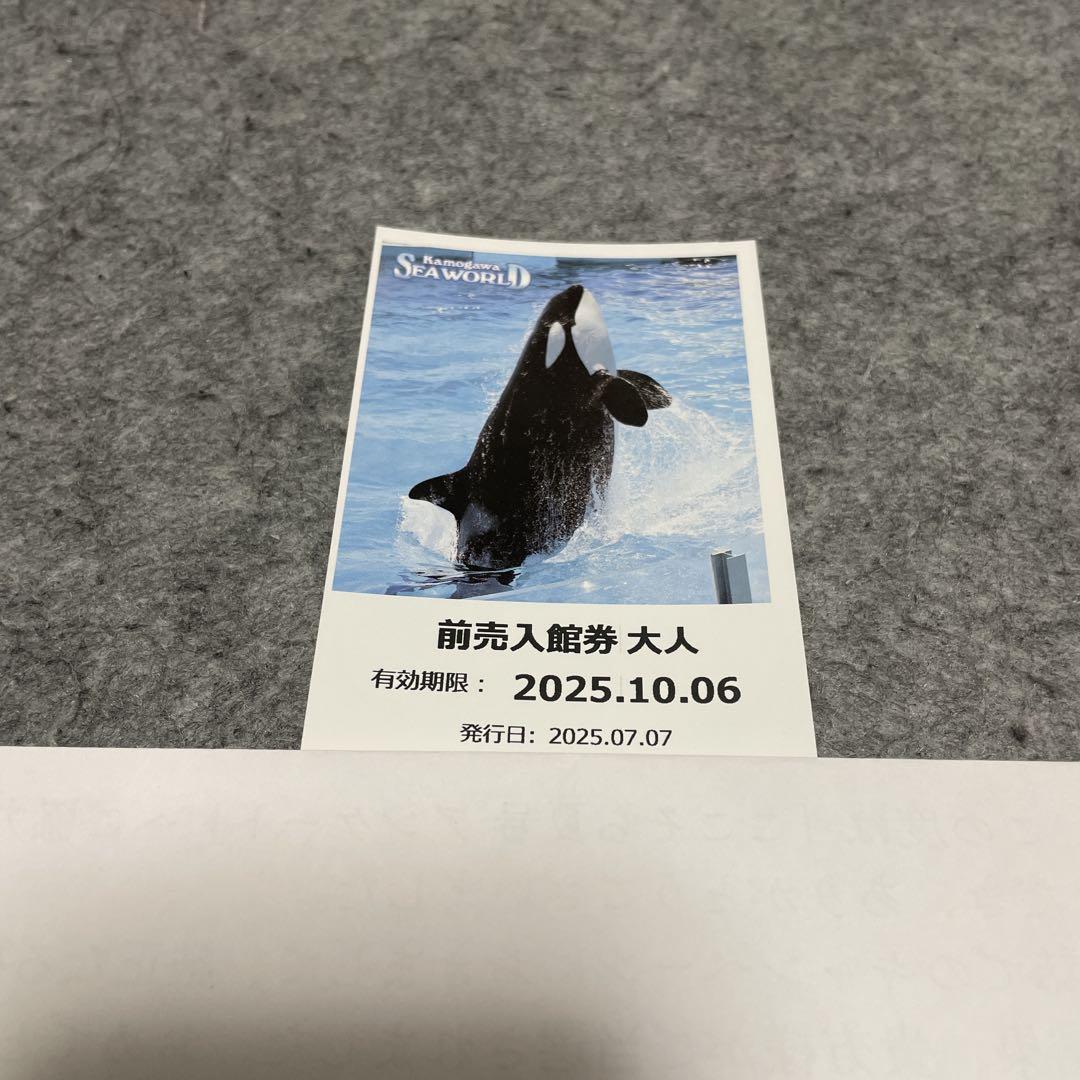 Kamogawa
SEAWORLD
前売入館券 大人
有効期限： 2025.10.06
発行日: 2025.07.07